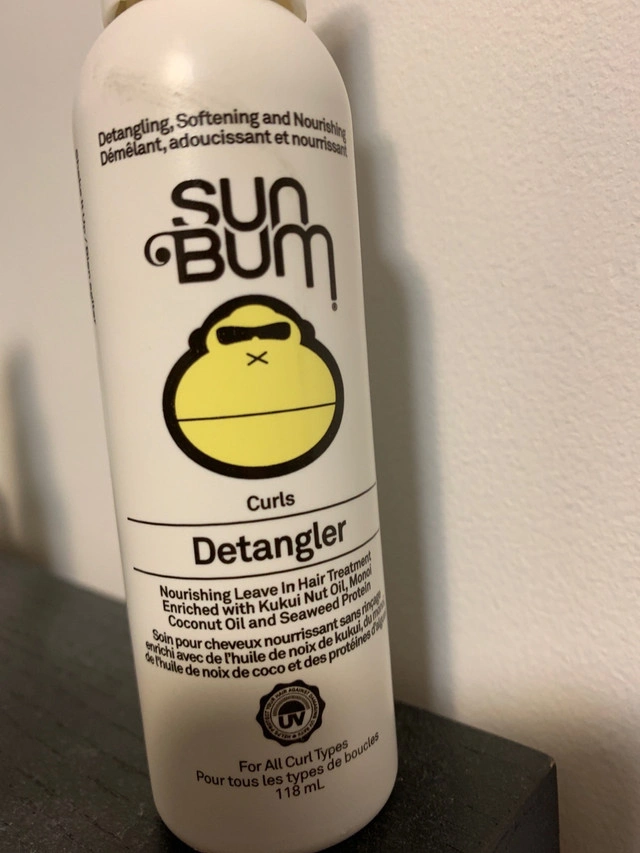 Detangling, Softening and Nourishing
Démêlant, adoucissant et nourrissant
SUN
BUM
Curls
Detangler
Nourishing Leave In Hair Treatment
Enriched with Kukui Nut Oil, Monoi
Coconut Oil and Seaweed Protein
Soin pour cheveux nourrissant sans rinçage
enrichi avec de l'huile de noix de kukui, du
de l'huile de noix de coco et des protéines
UV
For All Curl Types
Pour tous les types de boucles
118 mL